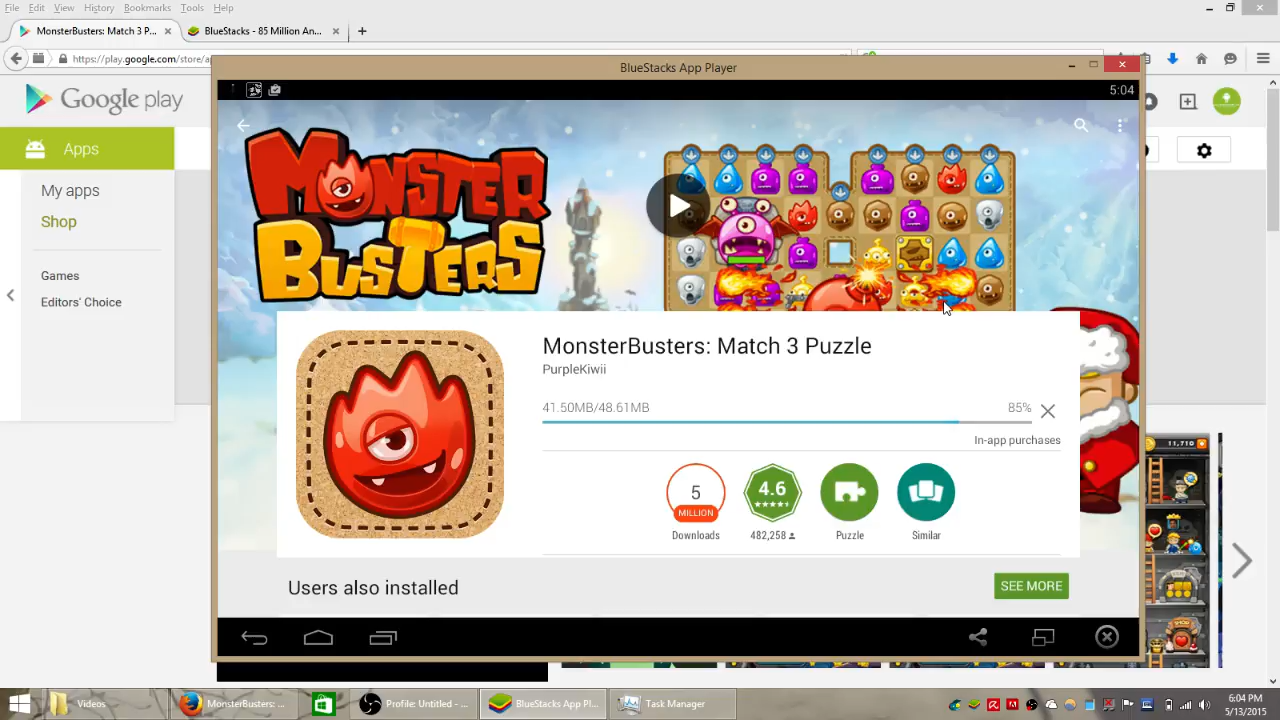 File Edit View History Bookmarks Tools Help
MonsterBusters: Match 3 P... × BlueStacks - 85 Million An... × +
https://play.google.com/store/a
BlueStacks App Player
Google play
5:04
Apps
My apps
Shop
Games
Editors' Choice
MONSTER
BUSTERS
MonsterBusters: Match 3 Puzzle
PurpleKiwii
41.50MB/48.61MB 85%
In-app purchases
5
MILLION
Downloads
4.6
482,258
Puzzle
Similar
11,710
SHOP
Users also installed
SEE MORE
Videos
MonsterBusters: ...
Profile: Untitled - ...
BlueStacks App Pl...
Task Manager
6:04 PM
5/13/2015